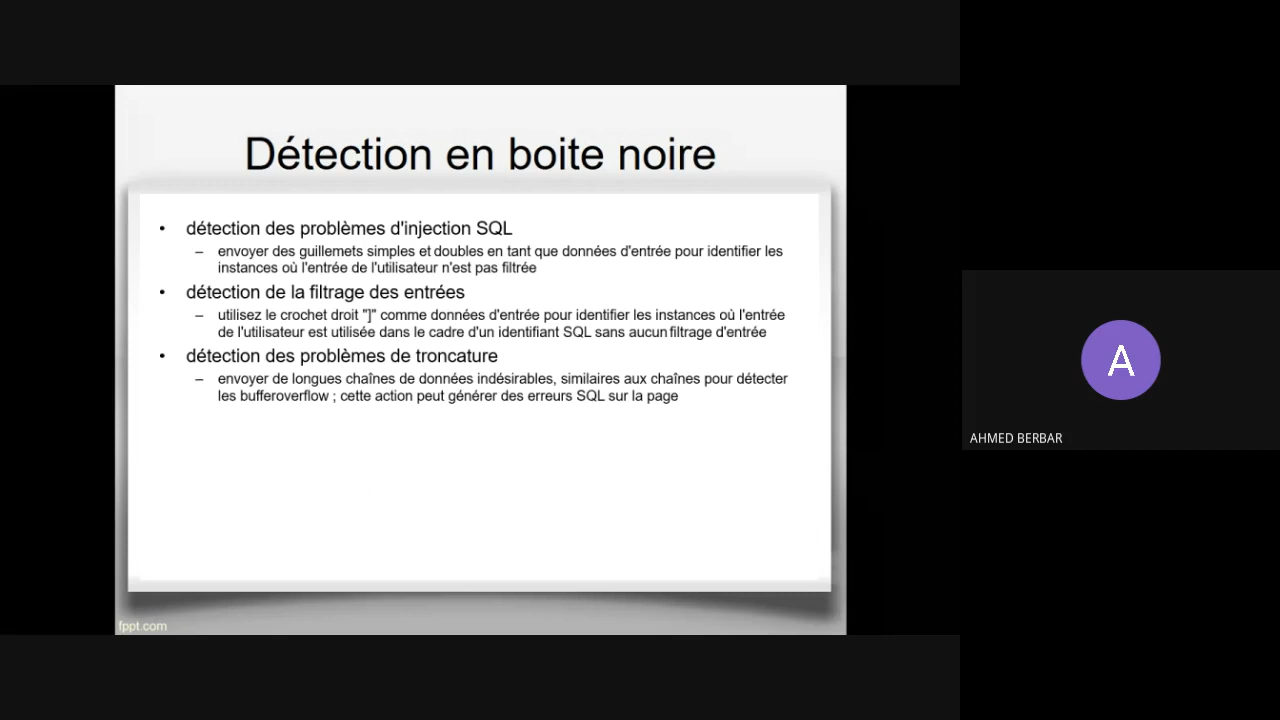 Détection en boite noire
• détection des problèmes d'injection SQL
– envoyer des guillemets simples et doubles en tant que données d'entrée pour identifier les
instances où l'entrée de l'utilisateur n'est pas filtrée
• détection de la filtrage des entrées
– utilisez le crochet droit "]" comme données d'entrée pour identifier les instances où l'entrée
de l'utilisateur est utilisée dans le cadre d'un identifiant SQL sans aucun filtrage d'entrée
• détection des problèmes de troncature
– envoyer de longues chaînes de données indésirables, similaires aux chaînes pour détecter
les bufferoverflow ; cette action peut générer des erreurs SQL sur la page
fppt.com
A
AHMED BERBAR